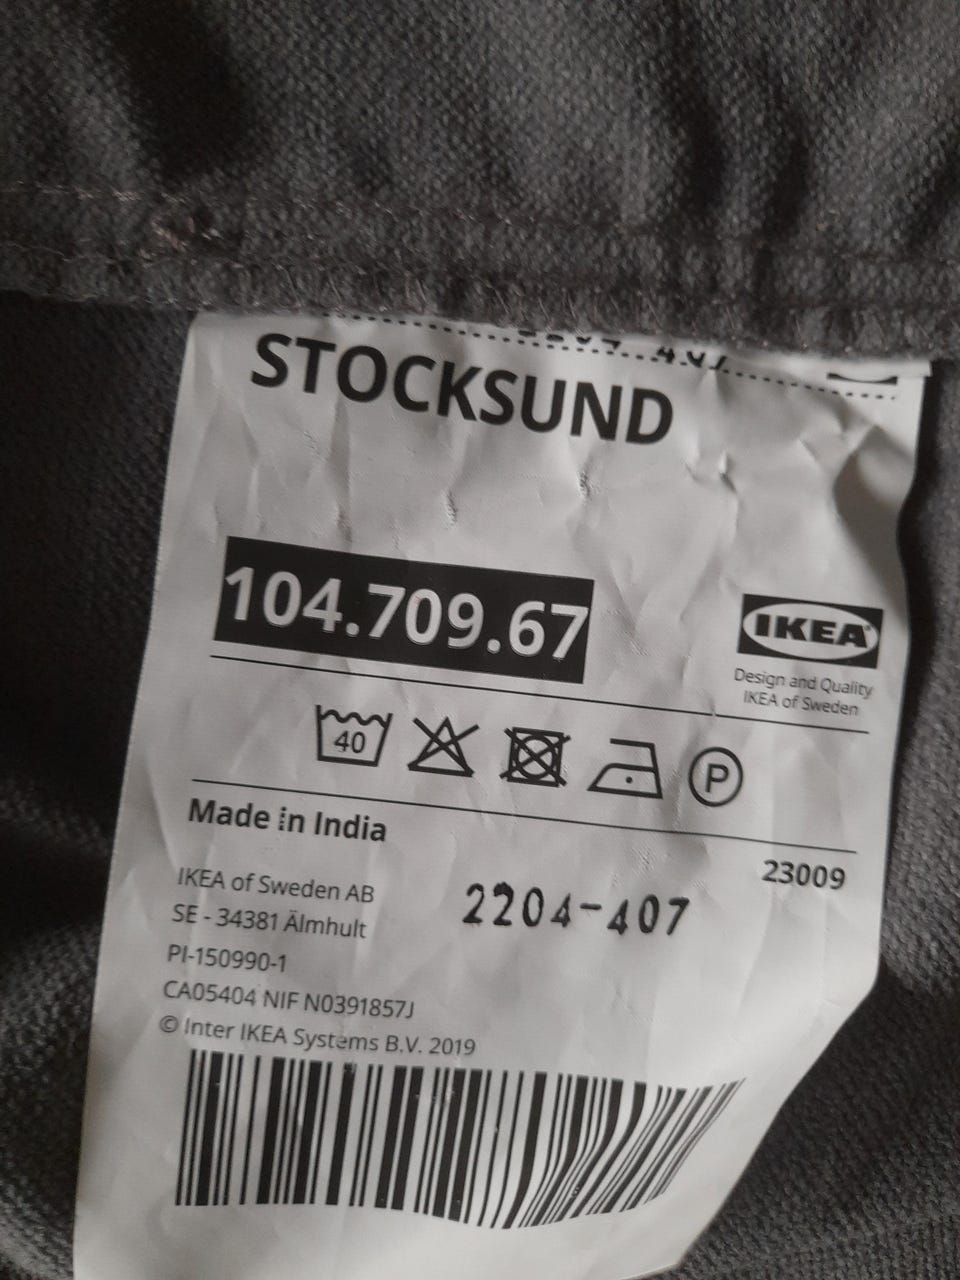 STOCKSUND
104.709.67
IKEA
Design and Quality
IKEA of Sweden
40
P
Made in India
23009
IKEA of Sweden AB
SE - 34381 Älmhult
2204-407
PI-150990-1
CA05404 NIF N0391857J
© Inter IKEA Systems B.V. 2019